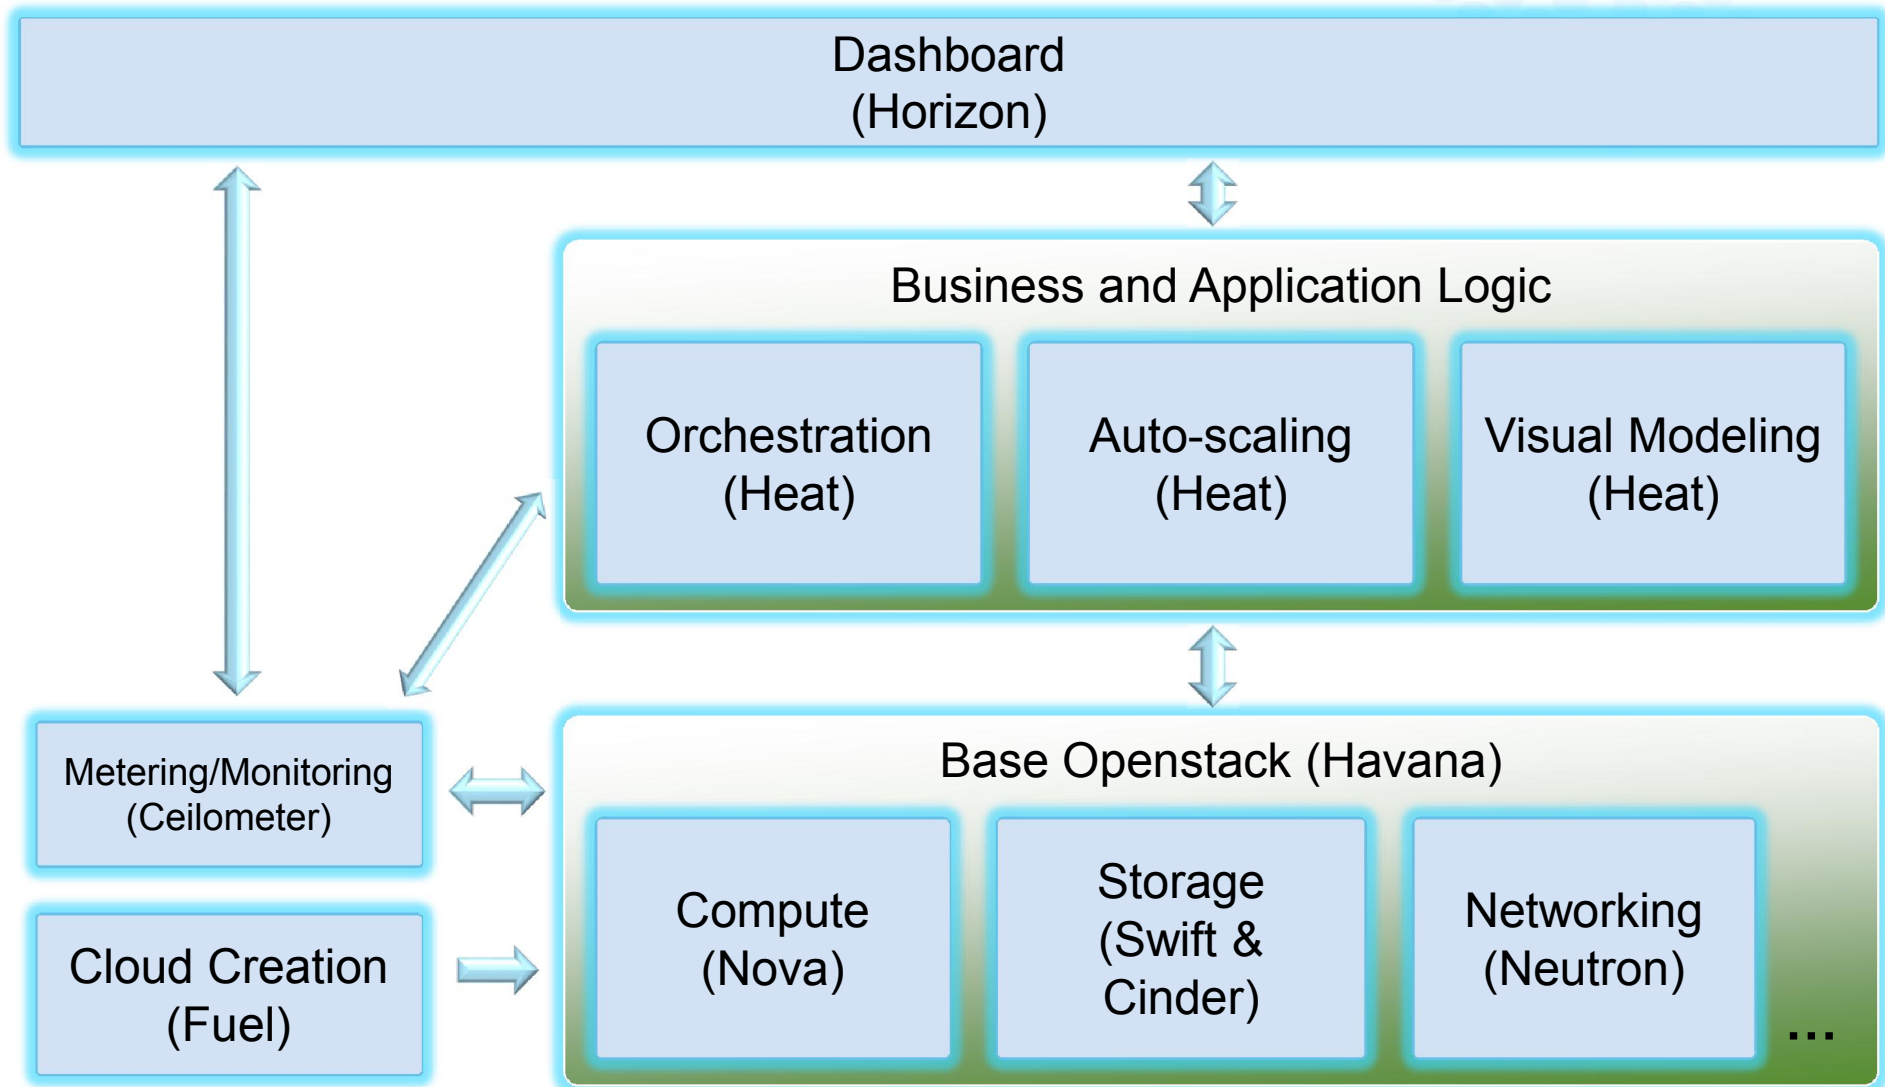 Dashboard
(Horizon)
Business and Application Logic
Orchestration
(Heat)
Auto-scaling
(Heat)
Visual Modeling
(Heat)
Metering/Monitoring
(Ceilometer)
Base Openstack (Havana)
Compute
(Nova)
Storage
(Swift &
Cinder)
Networking
(Neutron)
...
Cloud Creation
(Fuel)